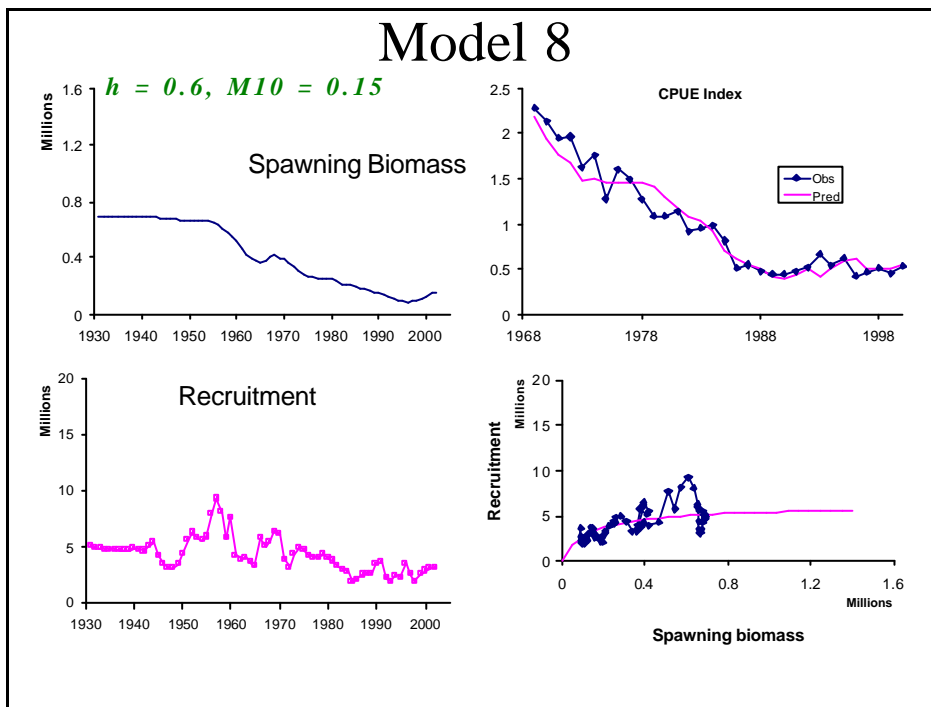 Model 8
h = 0.6, M10 = 0.15
Millions
1.6
1.2
0.8
0.4
0
Spawning Biomass
1930 1940 1950 1960 1970 1980 1990 2000
CPUE Index
2.5
2
1.5
1
0.5
0
Obs
Pred
1968 1978 1988 1998
Recruitment
Millions
20
15
10
5
0
1930 1940 1950 1960 1970 1980 1990 2000
Recruitment
Millions
20
15
10
5
0
0 0.4 0.8 1.2 1.6
Millions
Spawning biomass